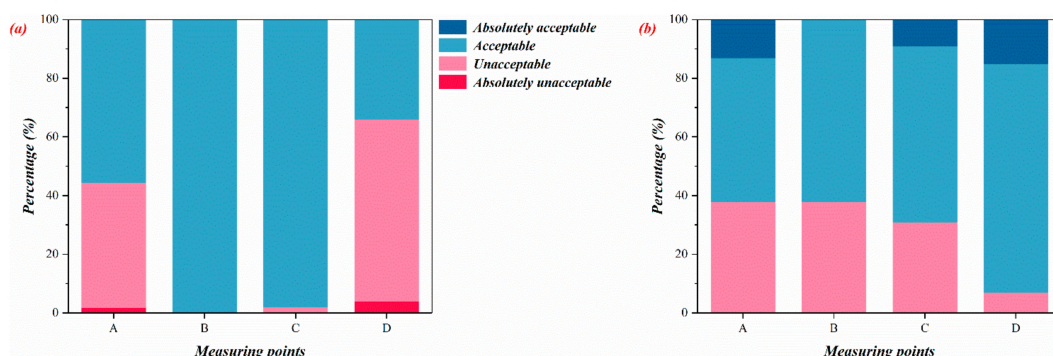 (a)
Percentage (%)
100
80
60
40
20
0
A B C D
Measuring points
Absolutely acceptable
Acceptable
Unacceptable
Absolutely unacceptable
(b)
Percentage (%)
100
80
60
40
20
0
A B C D
Measuring points